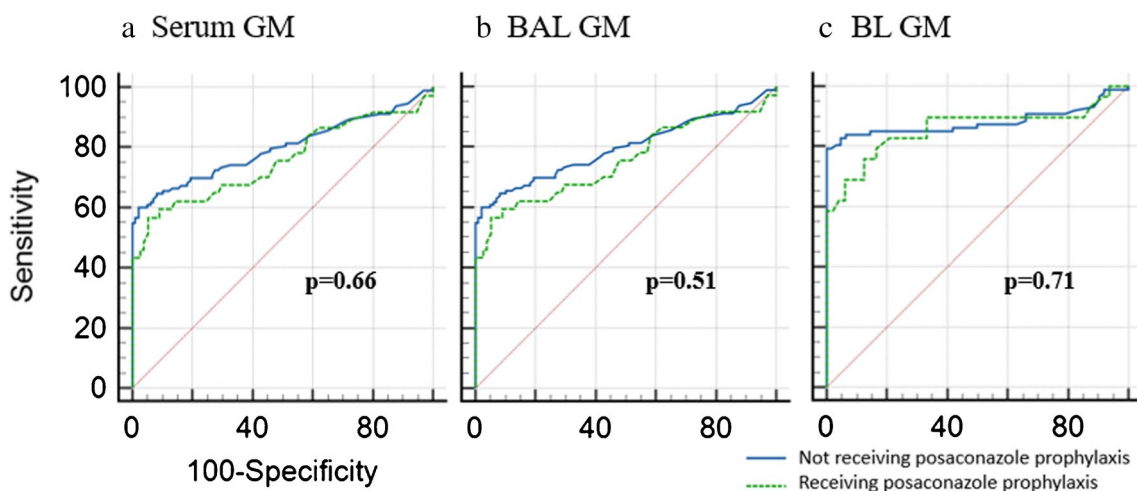 a Serum GM
b BAL GM
c BL GM
Sensitivity
100
80
60
40
20
0
p=0.66
p=0.51
p=0.71
0 40 80
0 40 80
0 40 80
100-Specificity
Not receiving posaconazole prophylaxis
Receiving posaconazole prophylaxis